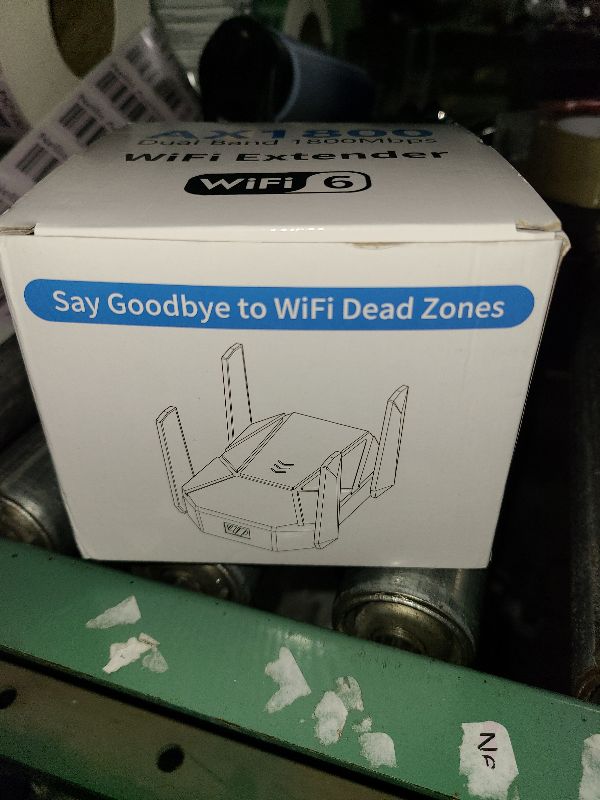 AX1800
Dual Band 1800Mbps
WiFi Extender
WiFi 6
Say Goodbye to WiFi Dead Zones